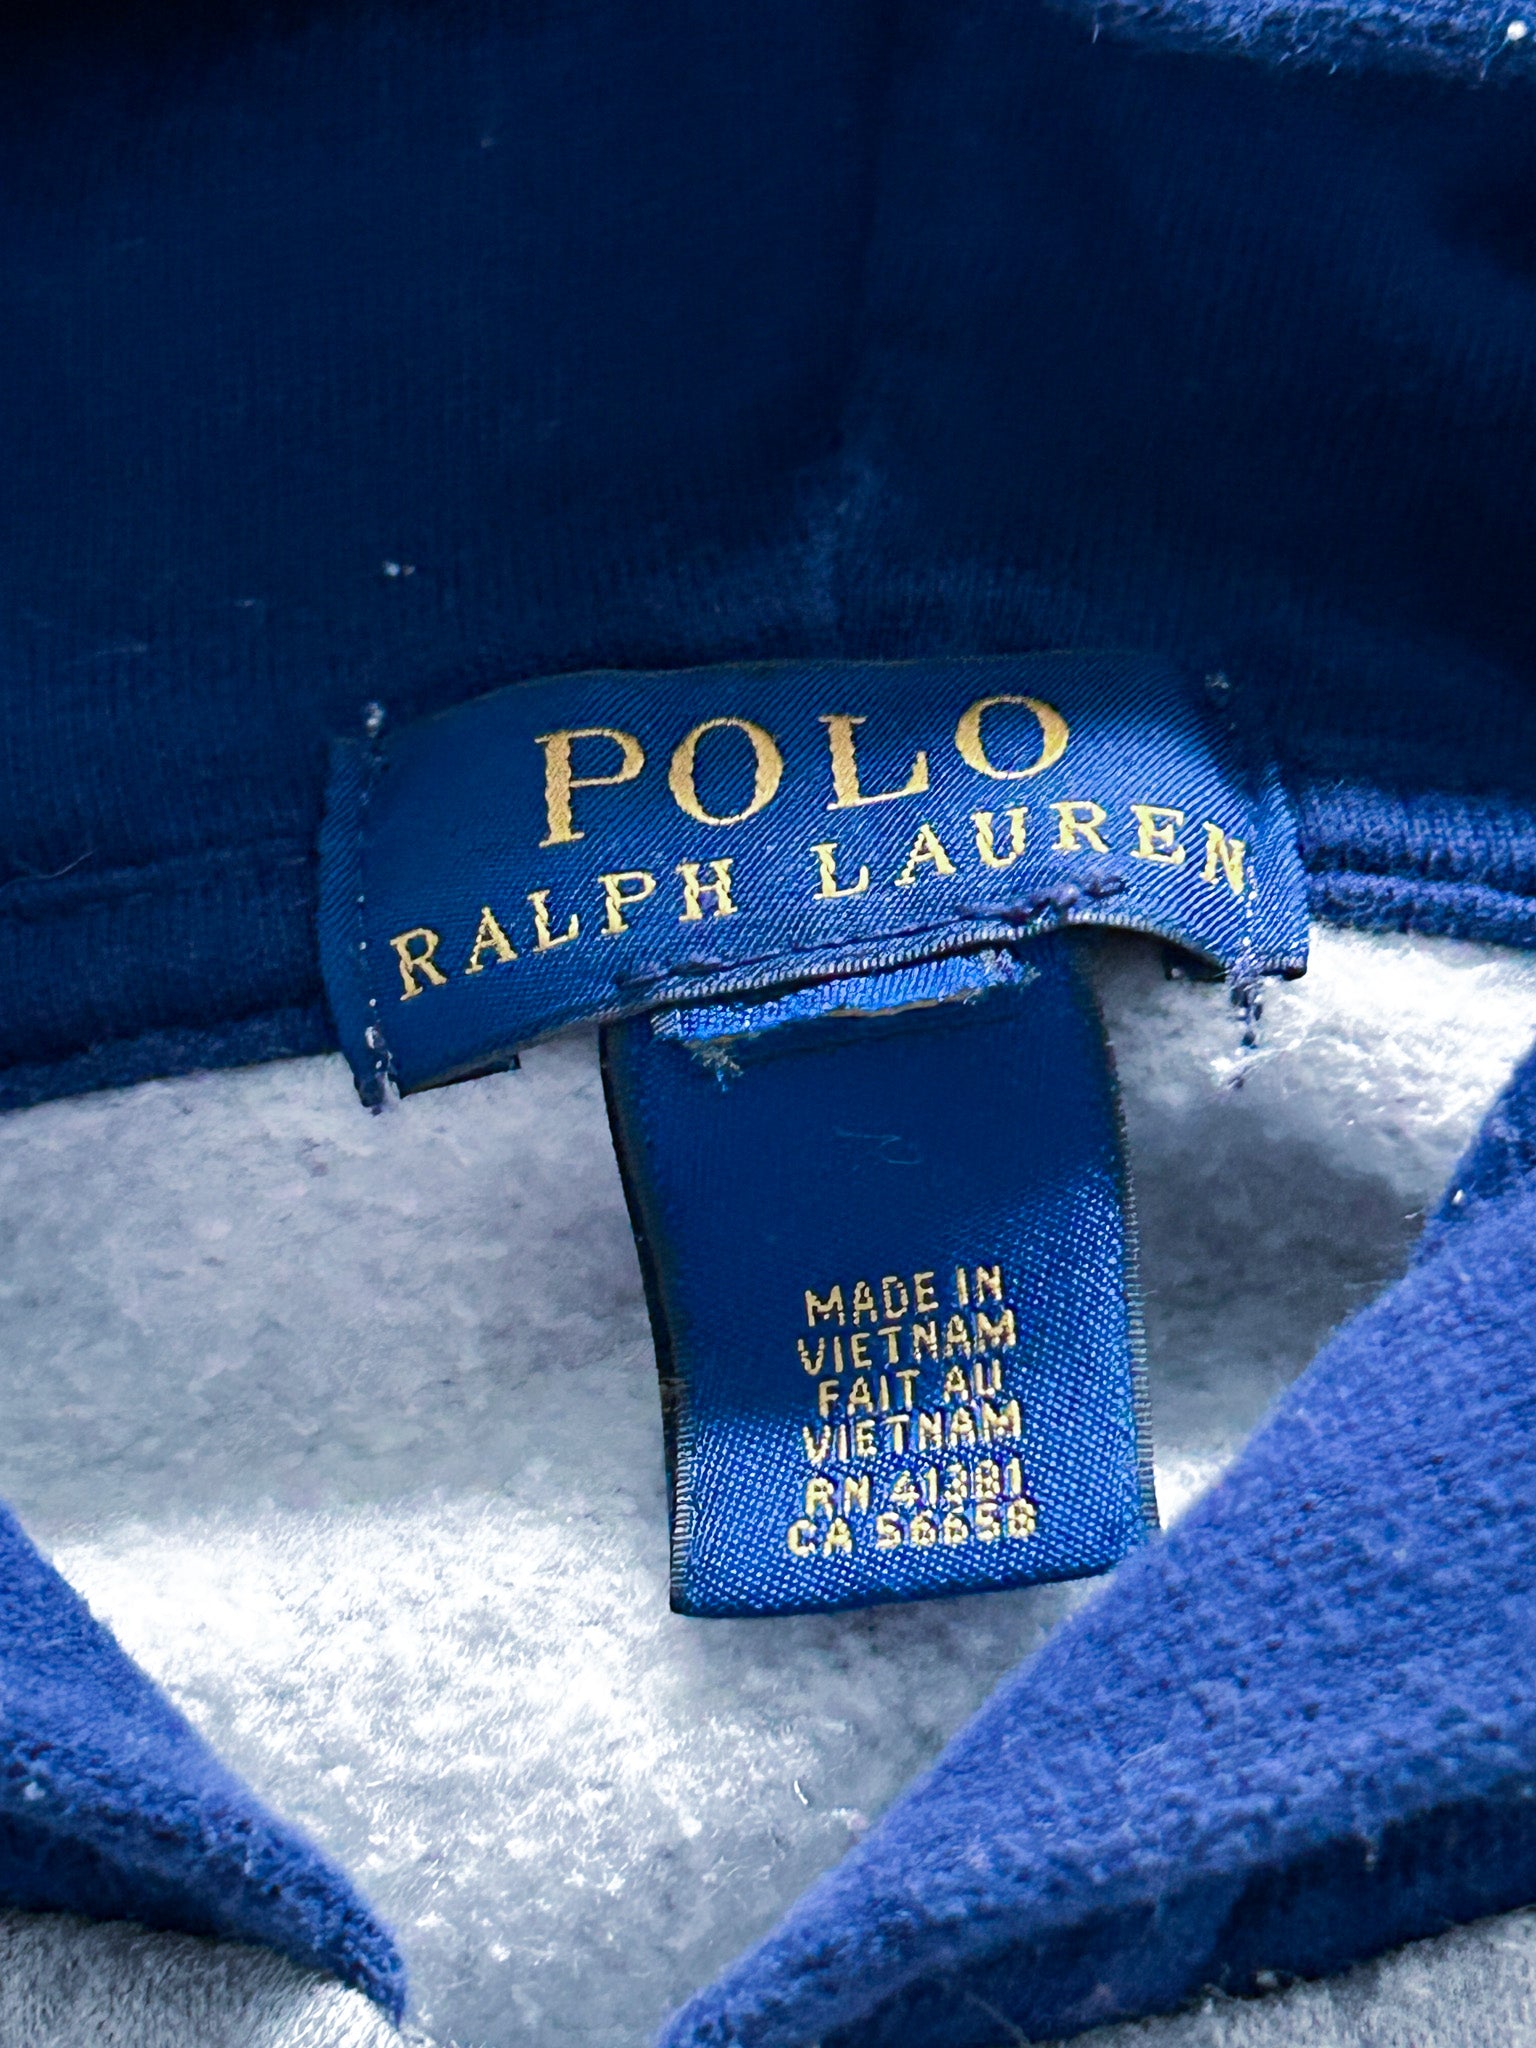 POLO
RALPH LAUREN
MADE IN
VIETNAM
FAIT AU
VIETNAM
RN 41381
CA 56658